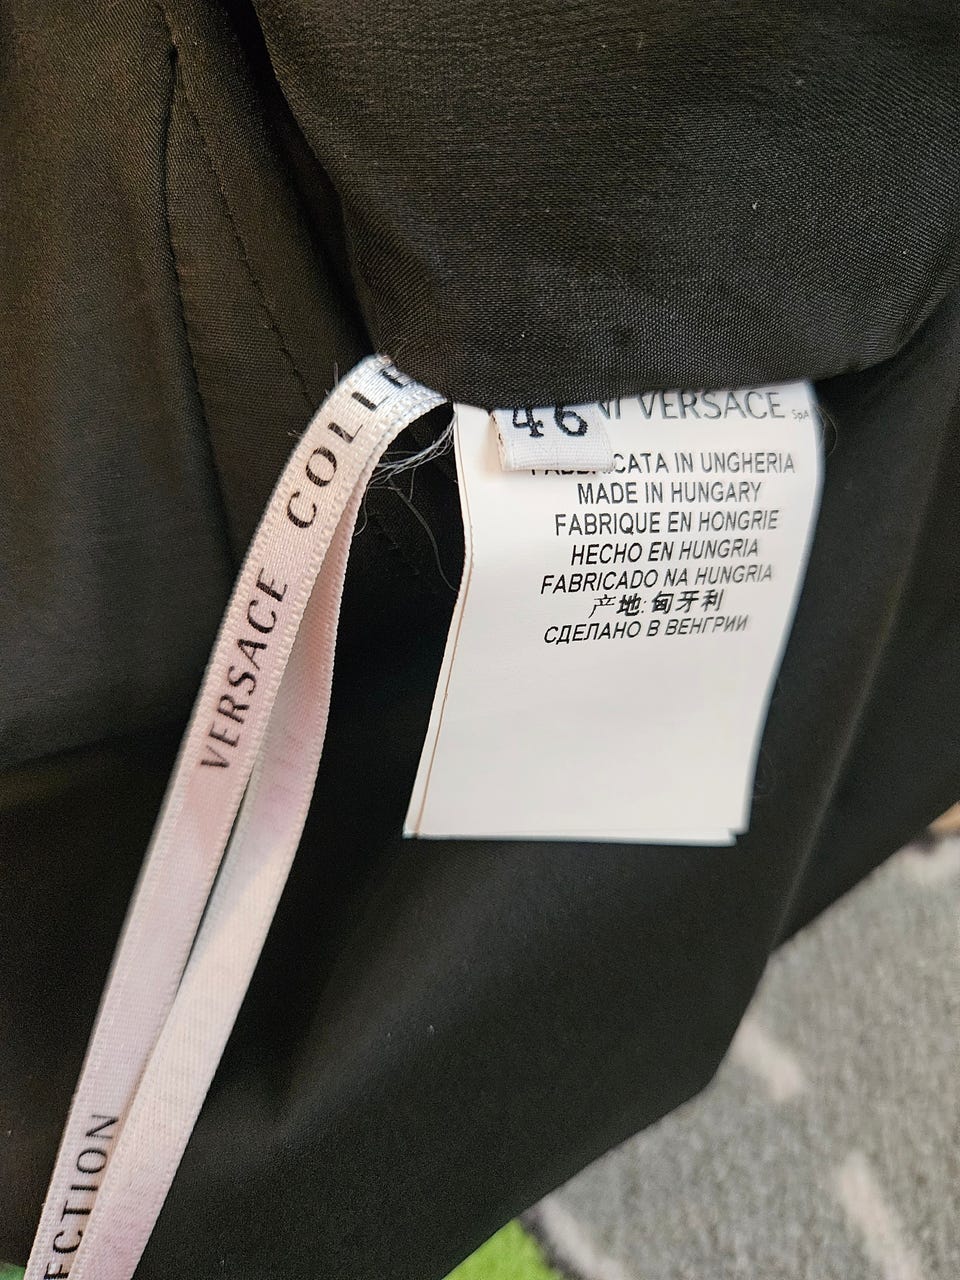 VERSACE COLLE
ECTION
46
VERSACE SpA
FABBRICATA IN UNGHERIA
MADE IN HUNGARY
FABRIQUE EN HONGRIE
HECHO EN HUNGRIA
FABRICADO NA HUNGRIA
产地:匈牙利
СДЕЛАНО В ВЕНГРИИ